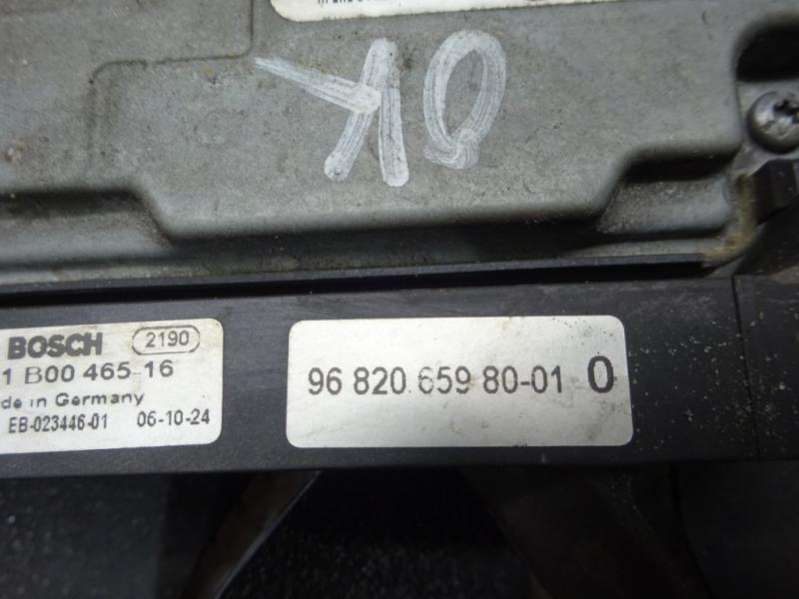 OK
BOSCH 2190
1 B00 465 16
de in Germany
EB-023446-01 06-10-24
96 820 659 80-01 0